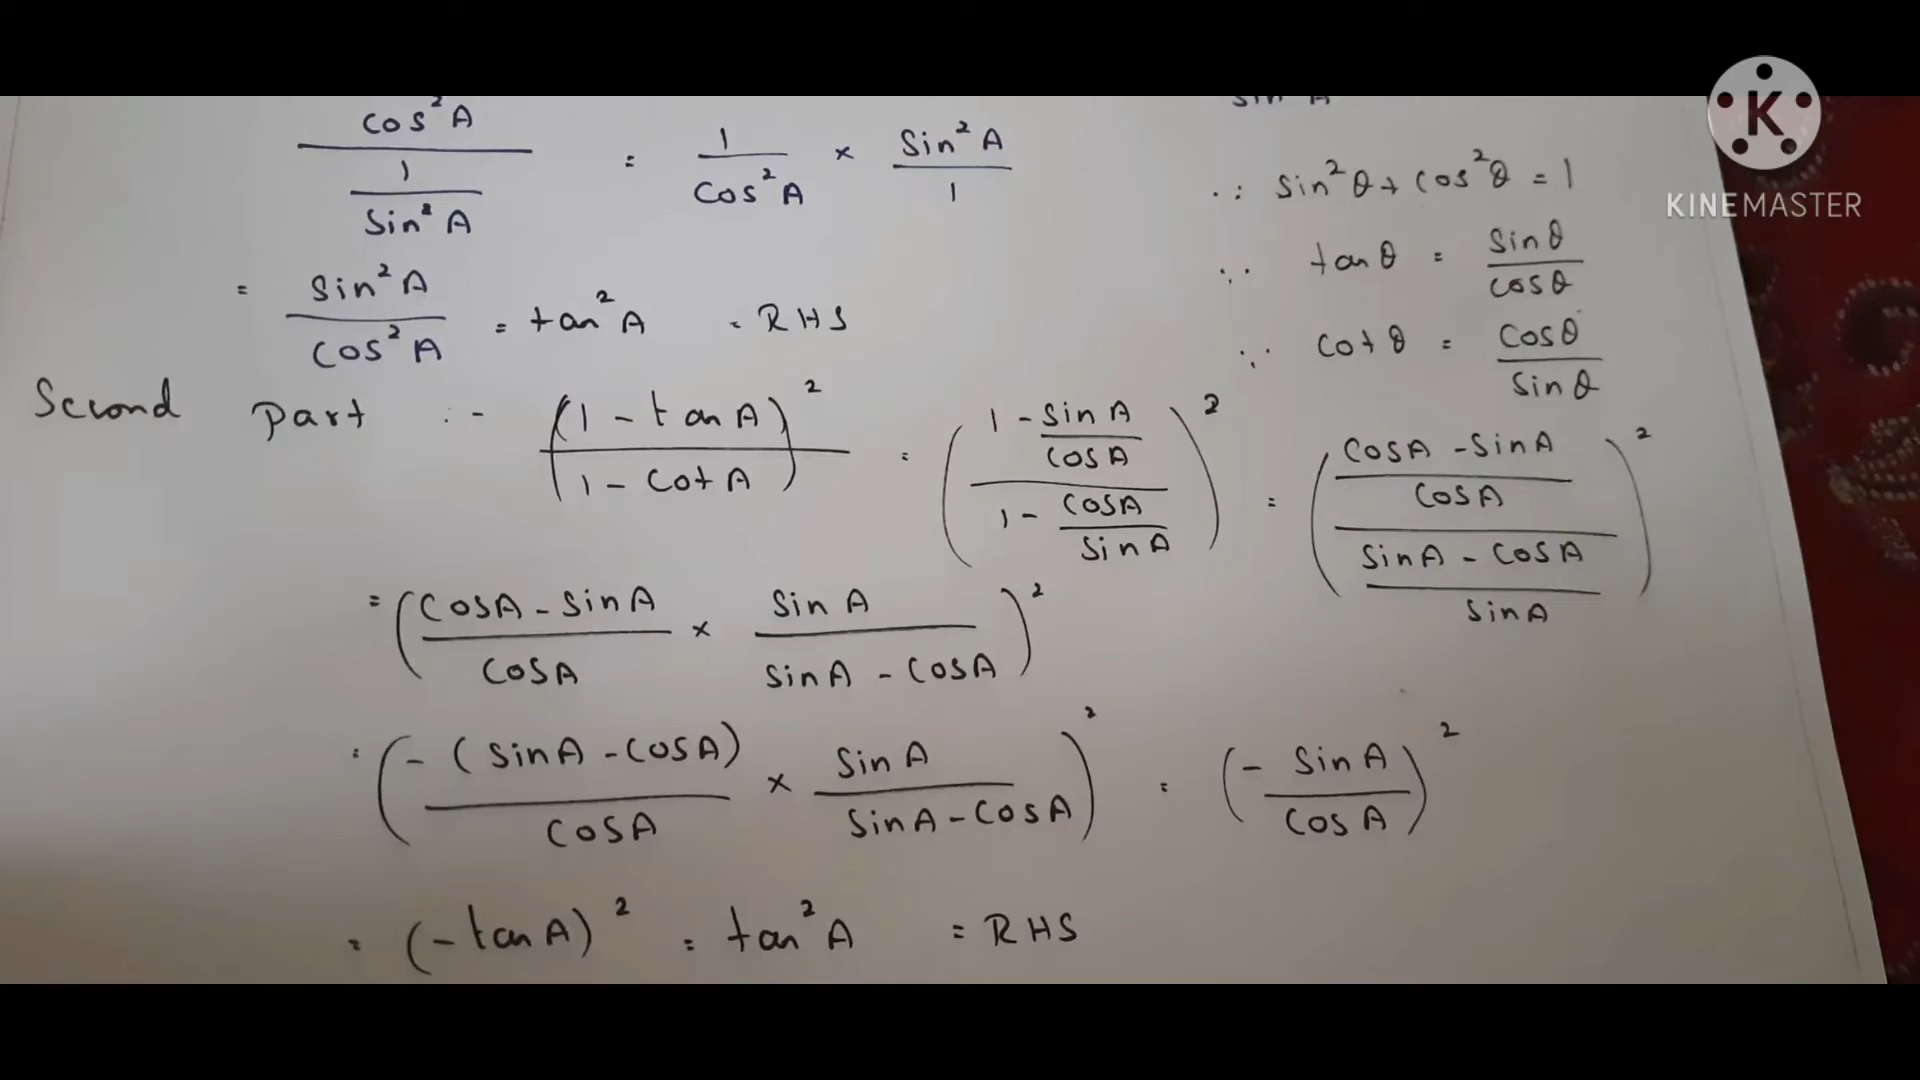 cos²A / (1 / sin²A) = 1 / cos²A × sin²A / 1
∵ sin²θ + cos²θ = 1
= sin²A / cos²A = tan²A = RHS
∵ tanθ = sinθ / cosθ
∵ cotθ = cosθ / sinθ
Second Part :- ((1 - tanA) / (1 - cotA))² = ((1 - sinA / cosA) / (1 - cosA / sinA))² = (((cosA - sinA) / cosA) / ((sinA - cosA) / sinA))²
= ((cosA - sinA) / cosA × sinA / (sinA - cosA))²
= (-(sinA - cosA) / cosA × sinA / (sinA - cosA))² = (- sinA / cosA)²
= (-tanA)² = tan²A = RHS
K
KINEMASTER